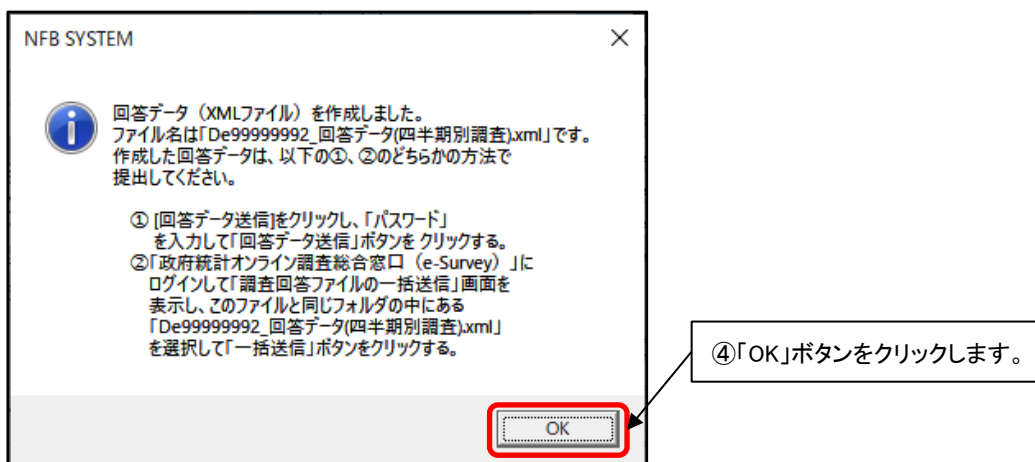 NFB SYSTEM
回答データ（XMLファイル）を作成しました。
ファイル名は「De99999992_回答データ(四半期別調査).xml」です。
作成した回答データは、以下の①、②のどちらかの方法で
提出してください。
① [回答データ送信]をクリックし、「パスワード」
を入力して「回答データ送信」ボタンを クリックする。
②「政府統計オンライン調査総合窓口（e-Survey）」に
ログインして「調査回答ファイルの一括送信」画面を
表示し、このファイルと同じフォルダの中にある
「De99999992_回答データ(四半期別調査).xml」
を選択して「一括送信」ボタンをクリックする。
④「OK」ボタンをクリックします。
OK